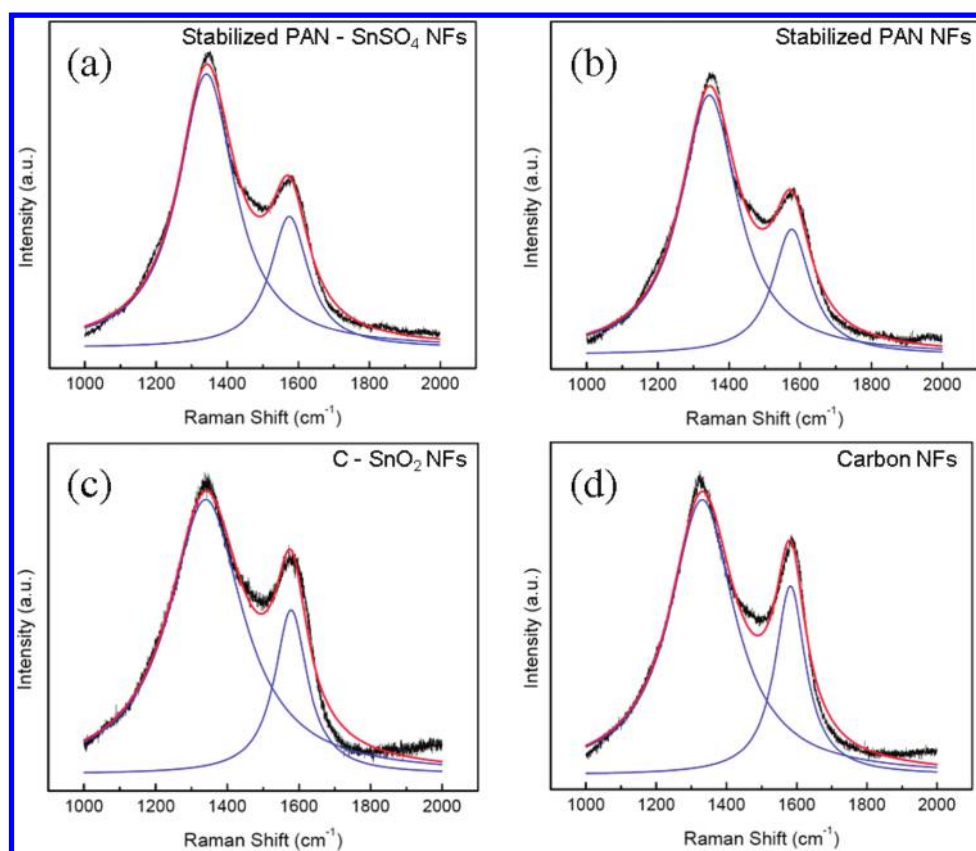 (a)
Stabilized PAN - SnSO₄ NFs
Intensity (a.u.)
1000 1200 1400 1600 1800 2000
Raman Shift (cm⁻¹)
(b)
Stabilized PAN NFs
Intensity (a.u.)
1000 1200 1400 1600 1800 2000
Raman Shift (cm⁻¹)
(c)
C - SnO₂ NFs
Intensity (a.u.)
1000 1200 1400 1600 1800 2000
Raman Shift (cm⁻¹)
(d)
Carbon NFs
Intensity (a.u.)
1000 1200 1400 1600 1800 2000
Raman Shift (cm⁻¹)